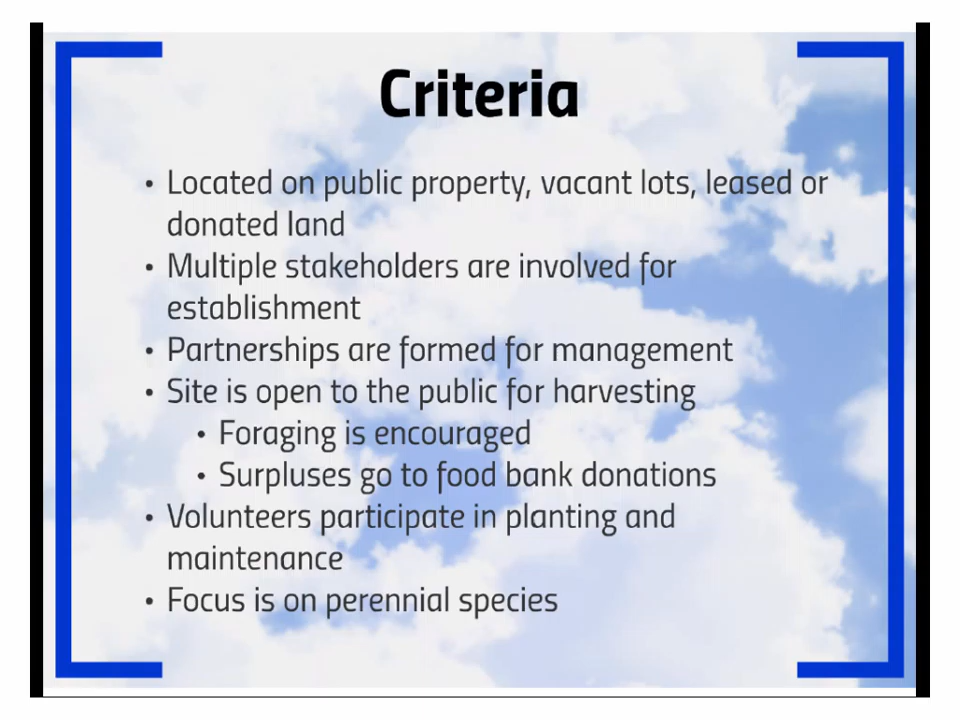 Criteria
• Located on public property, vacant lots, leased or
donated land
• Multiple stakeholders are involved for
establishment
• Partnerships are formed for management
• Site is open to the public for harvesting
• Foraging is encouraged
• Surpluses go to food bank donations
• Volunteers participate in planting and
maintenance
• Focus is on perennial species